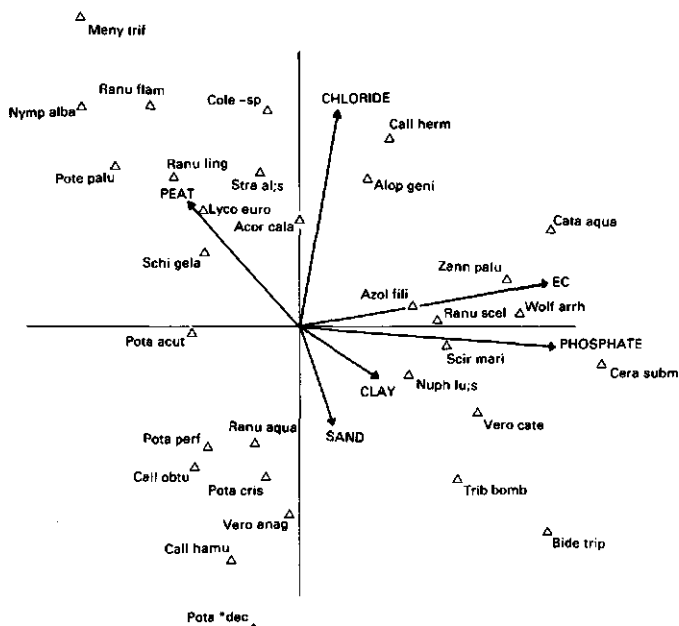 Meny trif
Ranu flam
Nymp alba
Cole -sp
CHLORIDE
Call herm
Pote palu
Ranu ling
Stra al;s
Alop geni
PEAT
Lyco euro
Acor cala
Cata aqua
Schi gela
Zann palu
EC
Azol fili
Ranu scel
Wolf arrh
Pota acut
Scir mari
PHOSPHATE
Cera subm
CLAY
Nuph lu;s
Vero cate
SAND
Ranu aqua
Pota perf
Call obtu
Pota cris
Trib bomb
Vero anag
Bide trip
Call hamu
Pota *dec